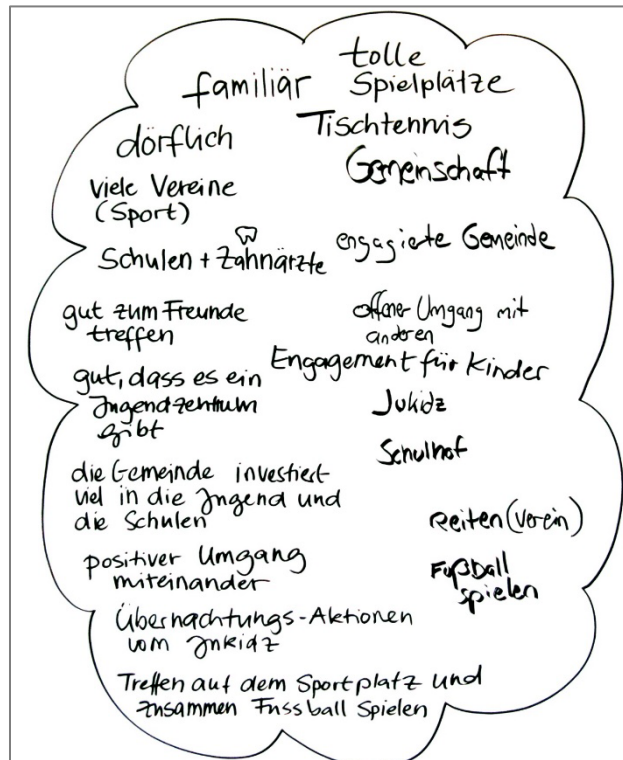 tolle
familiär Spielplätze
Tischtennis
dörflich
Gemeinschaft
viele Vereine
(Sport)
engagierte Gemeinde
Schulen + Zahnärzte
gut zum Freunde
treffen
offener Umgang mit
anderen
Engagement für Kinder
gut, dass es ein
Jugendzentrum
gibt
Jukidz
Schulhof
die Gemeinde investiert
viel in die Jugend und
die Schulen
Reiten (Verein)
positiver Umgang
miteinander
Fußball
spielen
Übernachtungs-Aktionen
vom Jukidz
Treffen auf dem Sportplatz und
zusammen Fussball Spielen